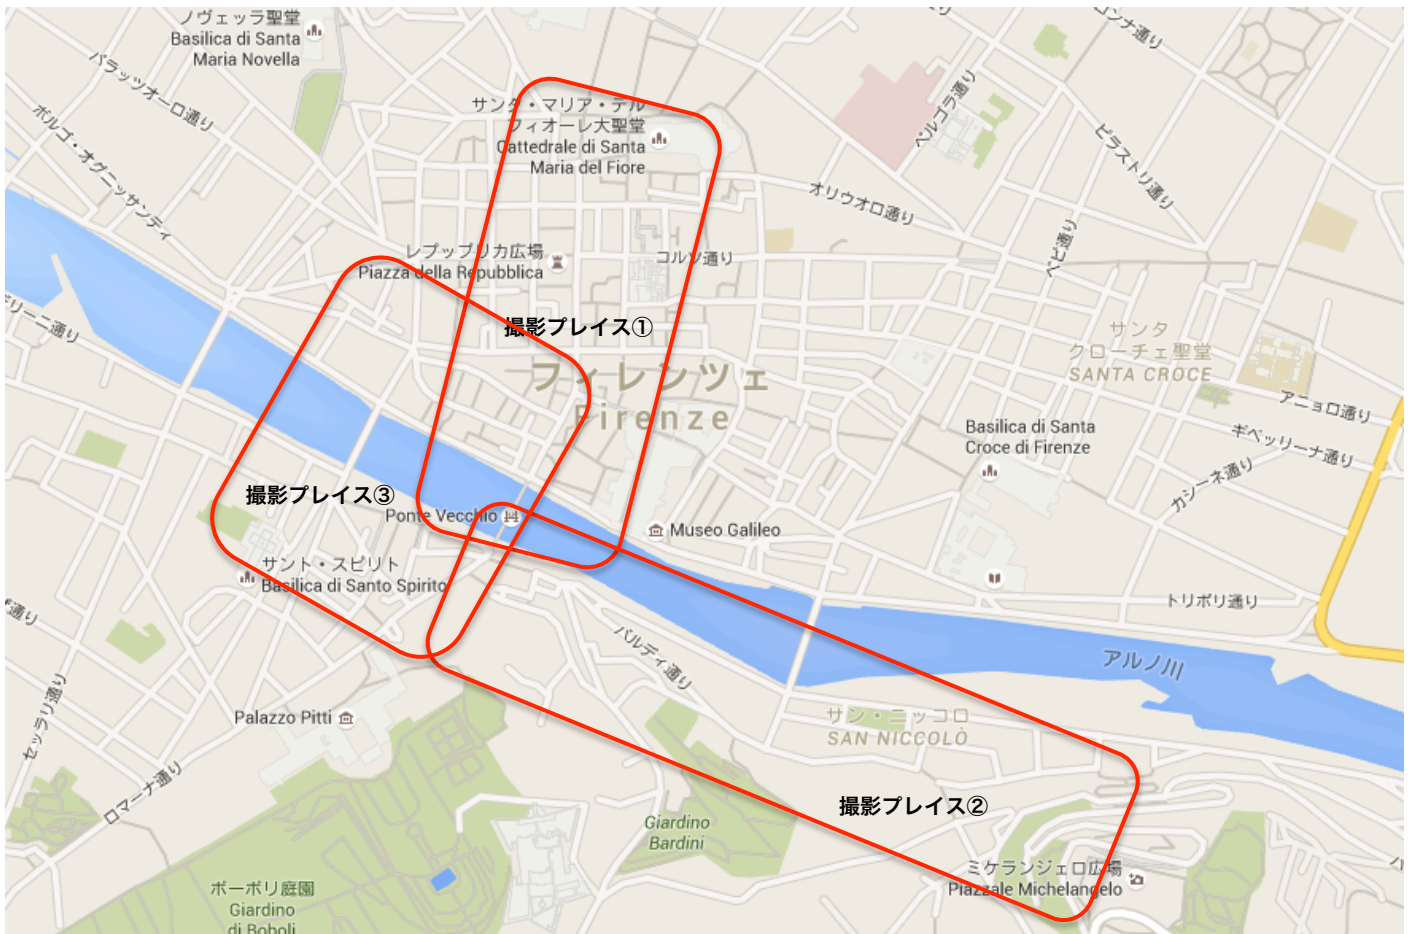 ノヴェッラ聖堂
Basilica di Santa
Maria Novella
パラッツオーロ通り
ボルゴ・オグニッサンティ
サンタ・マリア・デル
フィオーレ大聖堂
Cattedrale di Santa
Maria del Fiore
ペルゴラ通り
ピラストリ通り
オリウオロ通り
ペピ通り
レプッブリカ広場
Piazza della Repubblica
コルソ通り
撮影プレイス①
フィレンツェ
Firenze
サンタ
クローチェ聖堂
SANTA CROCE
アニョロ通り
ギベッリーナ通り
カシーネ通り
Basilica di Santa
Croce di Firenze
撮影プレイス③
Ponte Vecchio
Museo Galileo
サント・スピリト
Basilica di Santo Spirito
トリポリ通り
バルディ通り
アルノ川
セッラリ通り
Palazzo Pitti
サン・ニッコロ
SAN NICCOLÒ
ロマーナ通り
撮影プレイス②
Giardino
Bardini
ミケランジェロ広場
Piazzale Michelangelo
ボーボリ庭園
Giardino
di Boboli